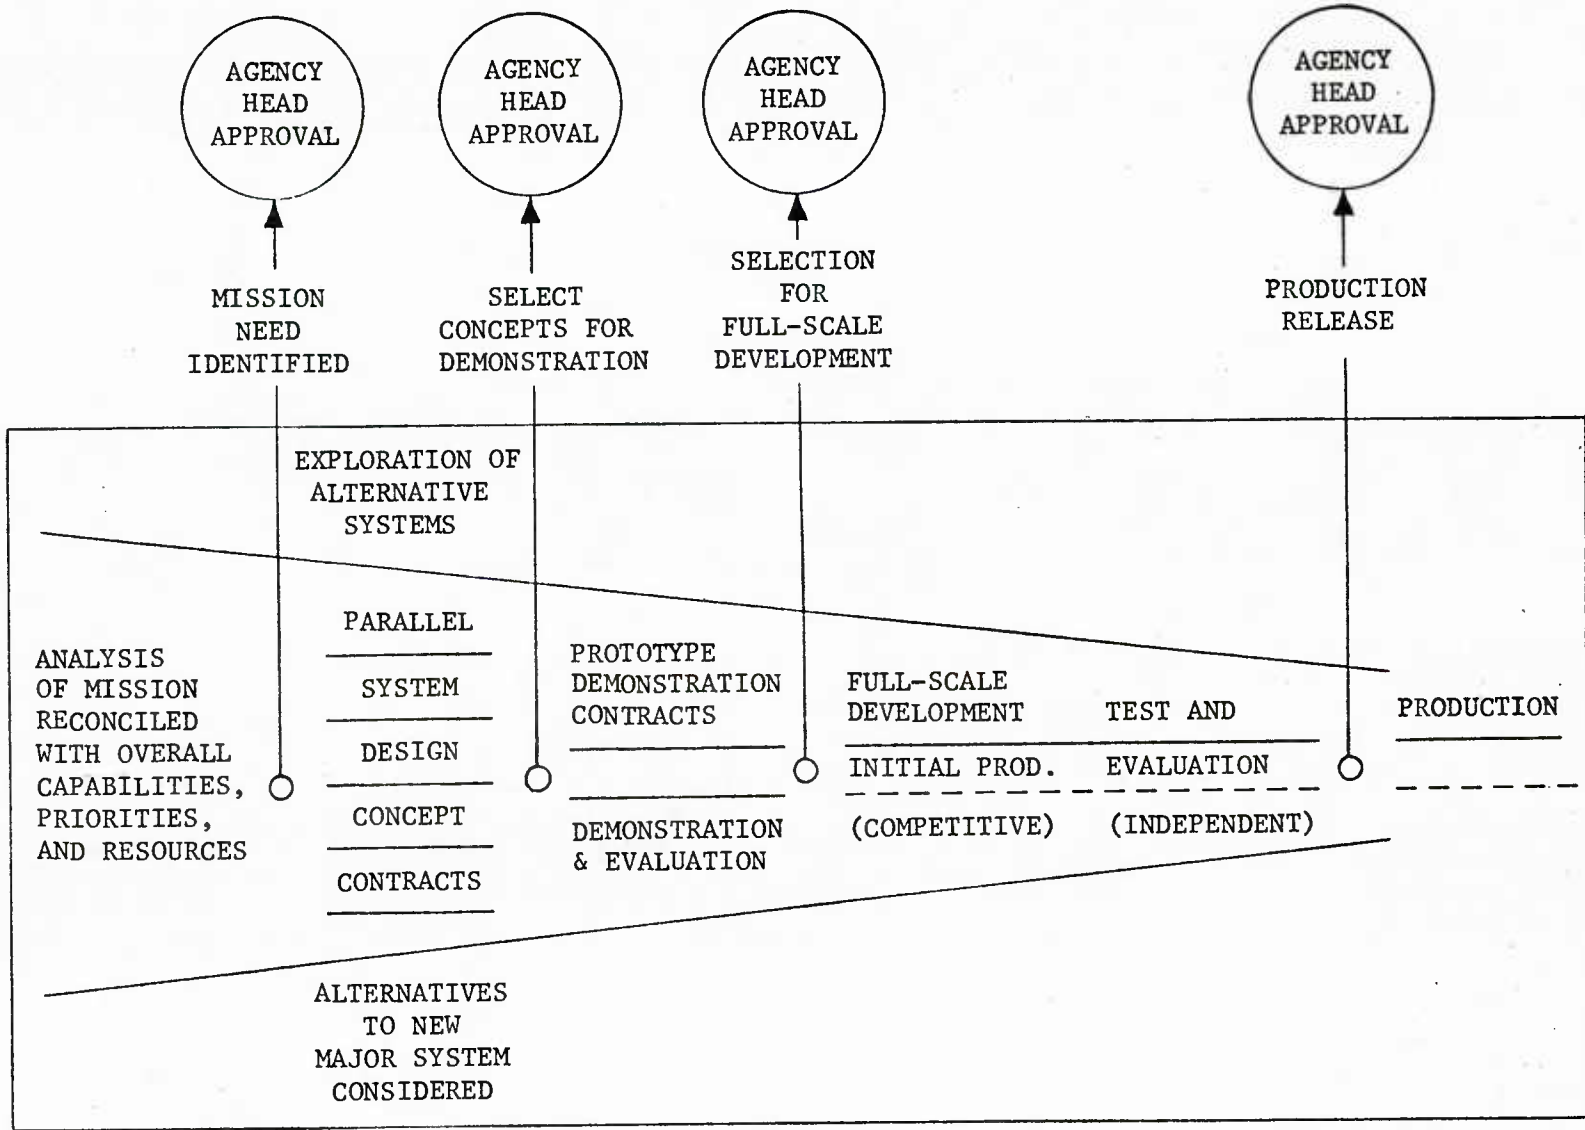 AGENCY
HEAD
APPROVAL
AGENCY
HEAD
APPROVAL
AGENCY
HEAD
APPROVAL
AGENCY
HEAD
APPROVAL
MISSION
NEED
IDENTIFIED
SELECT
CONCEPTS FOR
DEMONSTRATION
SELECTION
FOR
FULL-SCALE
DEVELOPMENT
PRODUCTION
RELEASE
EXPLORATION OF
ALTERNATIVE
SYSTEMS
ANALYSIS
OF MISSION
RECONCILED
WITH OVERALL
CAPABILITIES,
PRIORITIES,
AND RESOURCES
PARALLEL
SYSTEM
DESIGN
CONCEPT
CONTRACTS
PROTOTYPE
DEMONSTRATION
CONTRACTS
DEMONSTRATION
& EVALUATION
FULL-SCALE
DEVELOPMENT
INITIAL PROD.
(COMPETITIVE)
TEST AND
EVALUATION
(INDEPENDENT)
PRODUCTION
ALTERNATIVES
TO NEW
MAJOR SYSTEM
CONSIDERED